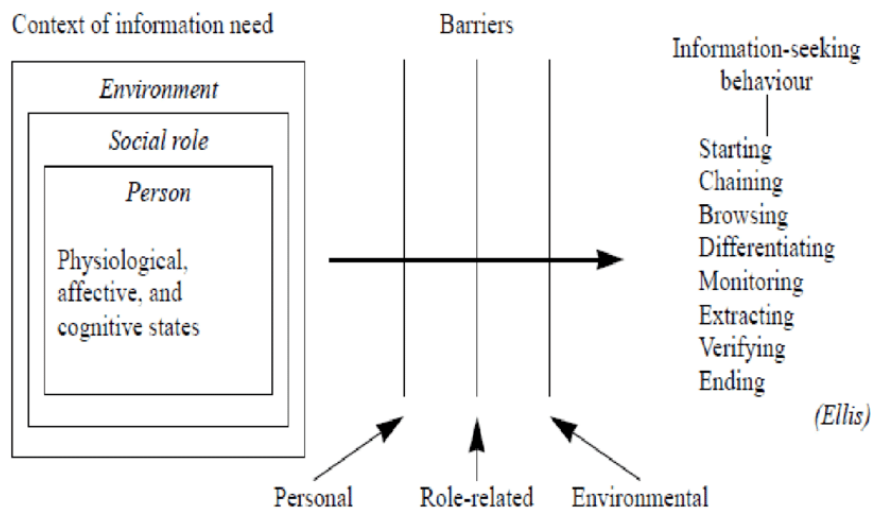 Context of information need
Barriers
Information-seeking
behaviour
Environment
Social role
Person
Physiological,
affective, and
cognitive states
Starting
Chaining
Browsing
Differentiating
Monitoring
Extracting
Verifying
Ending
(Ellis)
Personal
Role-related
Environmental